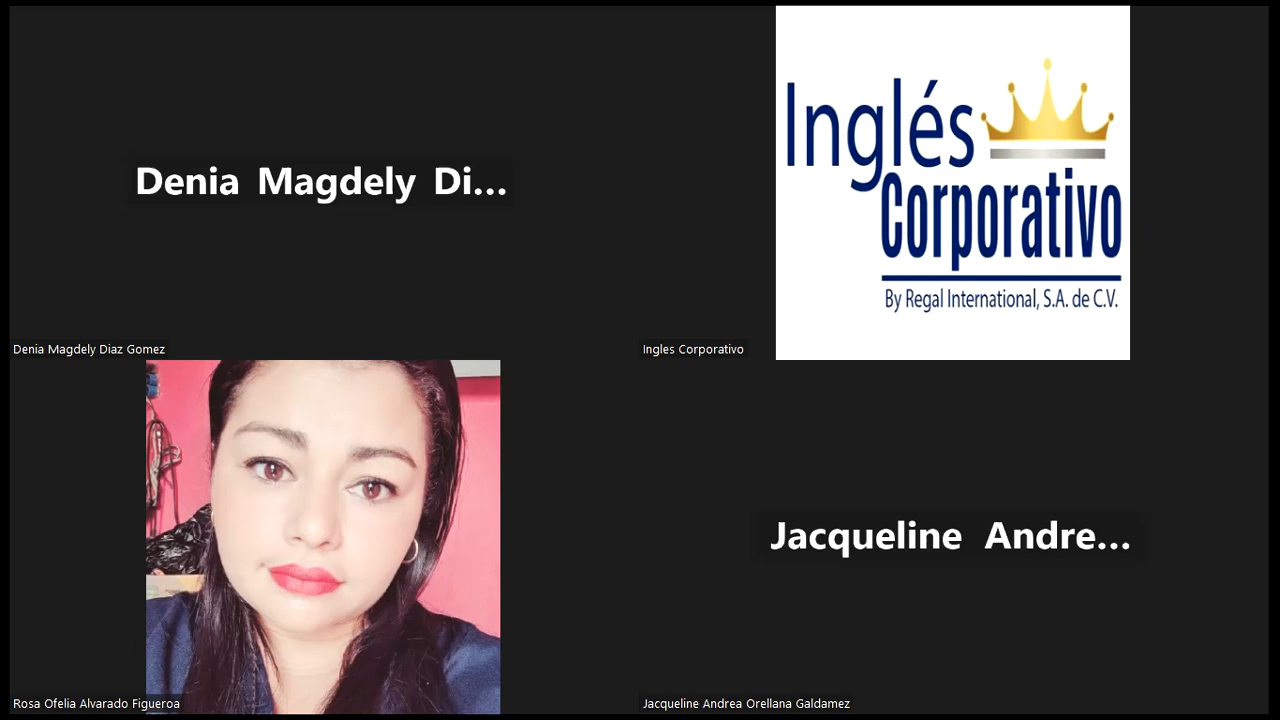 Denia Magdely Di...
Denia Magdely Diaz Gomez
Inglés
Corporativo
By Regal International, S.A. de C.V.
Ingles Corporativo
Rosa Ofelia Alvarado Figueroa
Jacqueline Andre...
Jacqueline Andrea Orellana Galdamez